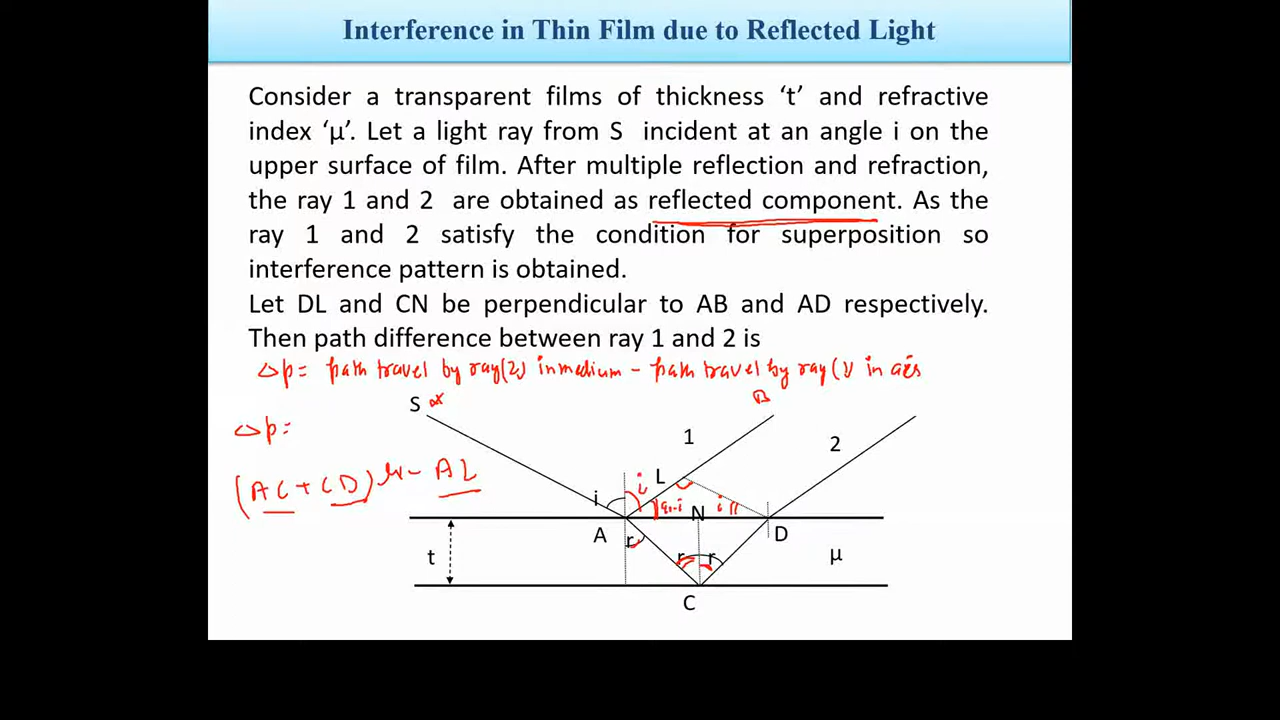 Interference in Thin Film due to Reflected Light
Consider a transparent films of thickness ‘t’ and refractive
index ‘μ’. Let a light ray from S incident at an angle i on the
upper surface of film. After multiple reflection and refraction,
the ray 1 and 2 are obtained as reflected component. As the
ray 1 and 2 satisfy the condition for superposition so
interference pattern is obtained.
Let DL and CN be perpendicular to AB and AD respectively.
Then path difference between ray 1 and 2 is
Δp= path travel by ray(2) in medium - path travel by ray(1) in air
S
B
Δp=
1
2
(AC+CD)μ- AL
L
i
i
90-i
N
i
A
D
r
t
r
r
μ
C